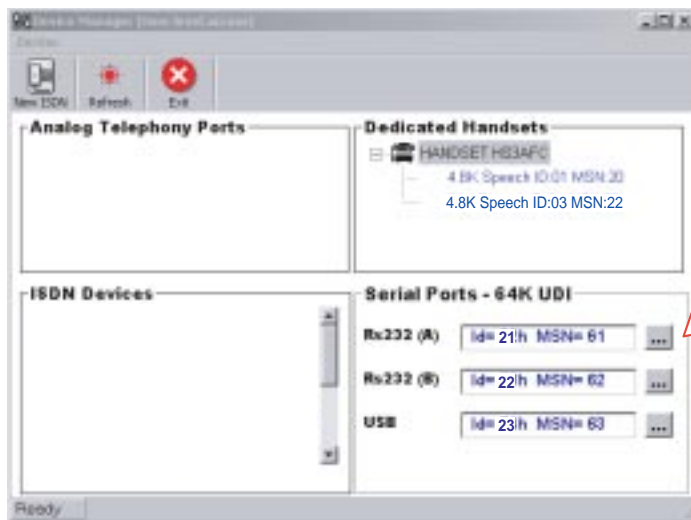 Device Manager
Devices
New ISDN Refresh Exit
Analog Telephony Ports
Dedicated Handsets
HANDSET HS3AFC
4.8K Speech ID:01 MSN:20
4.8K Speech ID:03 MSN:22
ISDN Devices
Serial Ports - 64K UDI
Rs232 (A) Id= 21h MSN= 61 ...
Rs232 (B) Id= 22h MSN= 62 ...
USB Id= 23h MSN= 63 ...
Ready